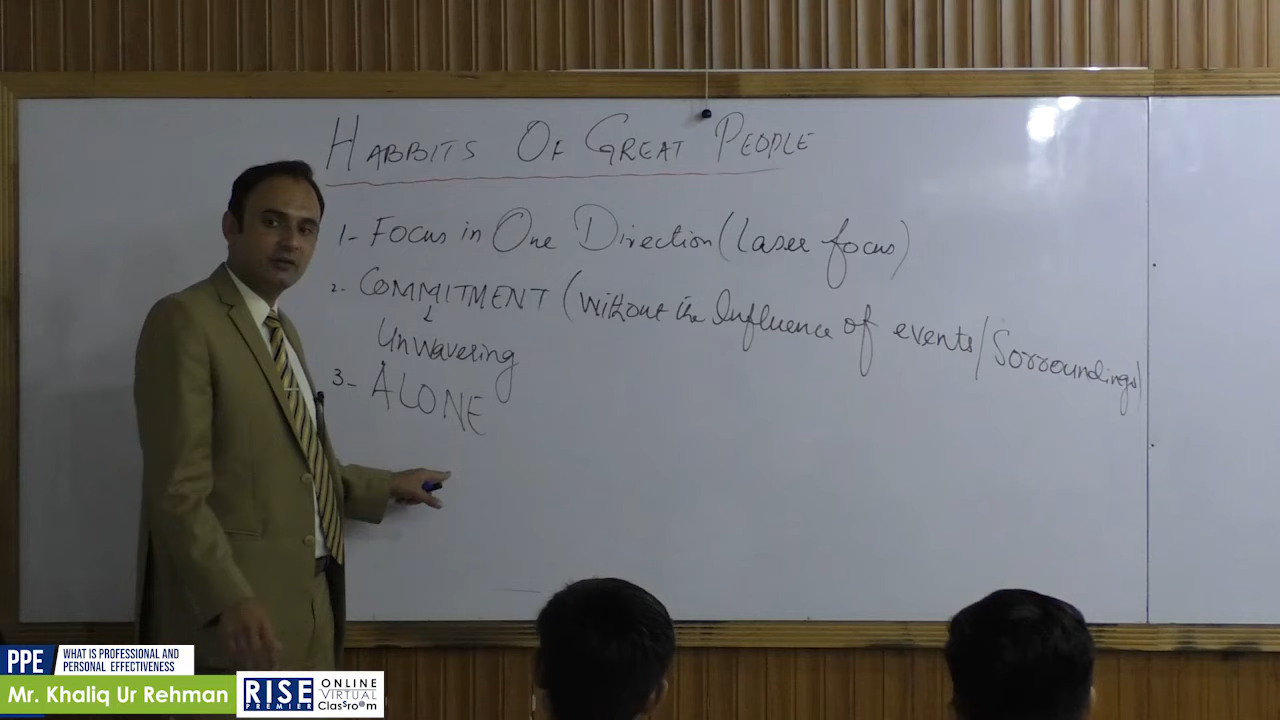 HABBITS OF GREAT PEOPLE
1- Focus in One Direction (Laser focus)
2- COMMITMENT (Without the Influence of events/Sorroundings)
Unwavering
3- ALONE
PPE WHAT IS PROFESSIONAL AND
PERSONAL EFFECTIVENESS
Mr. Khaliq Ur Rehman
RISE
PREMIER
ONLINE
VIRTUAL
Classroom